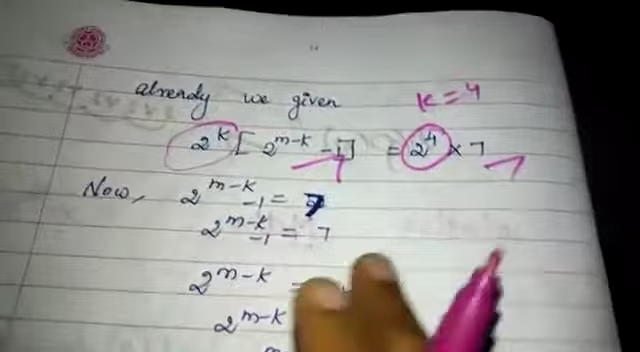 already we given K = 4
2^k [ 2^{m-k} - 1 ] = 2^4 × 7
Now, 2^{m-k} - 1 = 7
2^{m-k} - 1 = 7
2^{m-k} =
2^{m-k}